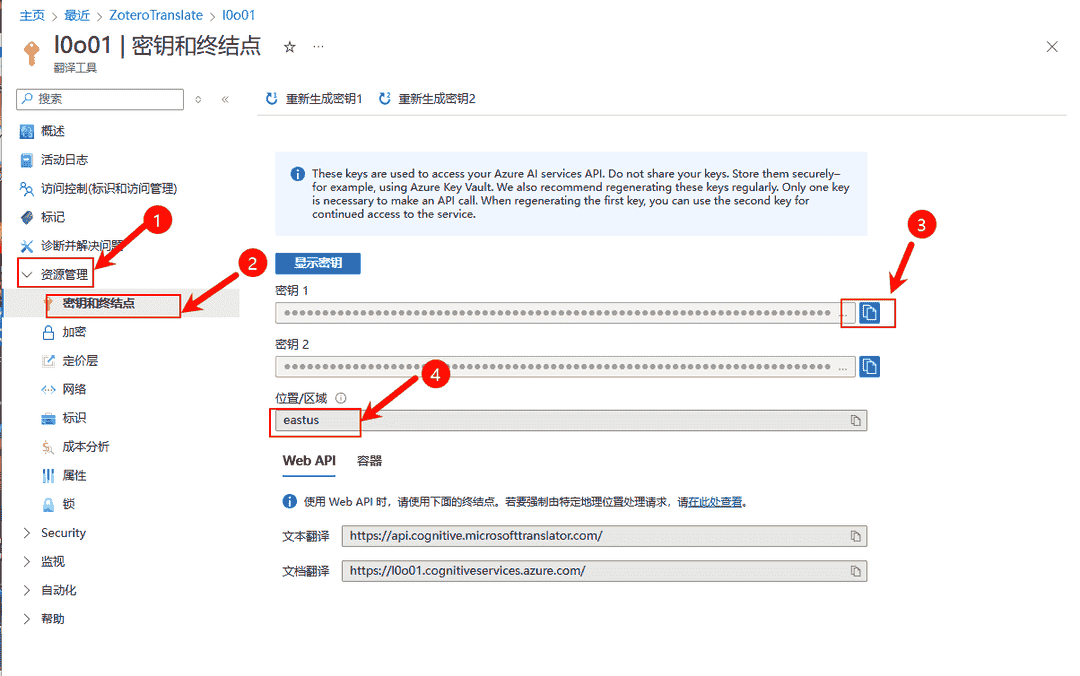 主页 > 最近 > ZoteroTranslate > l0o01
l0o01 | 密钥和终结点
翻译工具
搜索
重新生成密钥1 重新生成密钥2
概述
活动日志
访问控制(标识和访问管理)
标记
诊断并解决问题
资源管理
密钥和终结点
加密
定价层
网络
标识
成本分析
属性
锁
Security
监视
自动化
帮助
1
2
3
4
These keys are used to access your Azure AI services API. Do not share your keys. Store them securely–
for example, using Azure Key Vault. We also recommend regenerating these keys regularly. Only one key
is necessary to make an API call. When regenerating the first key, you can use the second key for
continued access to the service.
显示密钥
密钥 1
密钥 2
位置/区域
eastus
Web API 容器
使用 Web API 时，请使用下面的终结点。若要强制由特定地理位置处理请求，请在此处查看。
文本翻译 https://api.cognitive.microsofttranslator.com/
文档翻译 https://l0o01.cognitiveservices.azure.com/